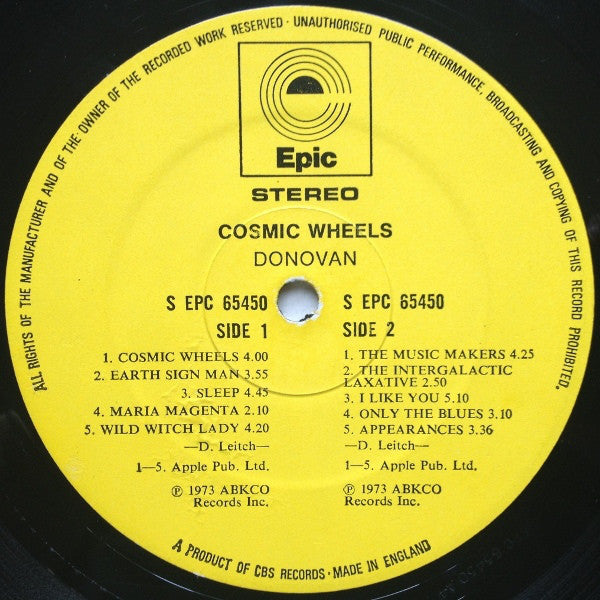 ALL RIGHTS OF THE MANUFACTURER AND OF THE OWNER OF THE RECORDED WORK RESERVED · UNAUTHORISED PUBLIC PERFORMANCE, BROADCASTING AND COPYING OF THIS RECORD PROHIBITED.
Epic
STEREO
COSMIC WHEELS
DONOVAN
S EPC 65450
SIDE 1
1. COSMIC WHEELS 4.00
2. EARTH SIGN MAN 3.55
3. SLEEP 4.45
4. MARIA MAGENTA 2.10
5. WILD WITCH LADY 4.20
—D. Leitch—
1—5. Apple Pub. Ltd.
℗ 1973 ABKCO
Records Inc.
S EPC 65450
SIDE 2
1. THE MUSIC MAKERS 4.25
2. THE INTERGALACTIC
LAXATIVE 2.50
3. I LIKE YOU 5.10
4. ONLY THE BLUES 3.10
5. APPEARANCES 3.36
—D. Leitch—
1—5. Apple Pub. Ltd.
℗ 1973 ABKCO
Records Inc.
A PRODUCT OF CBS RECORDS · MADE IN ENGLAND